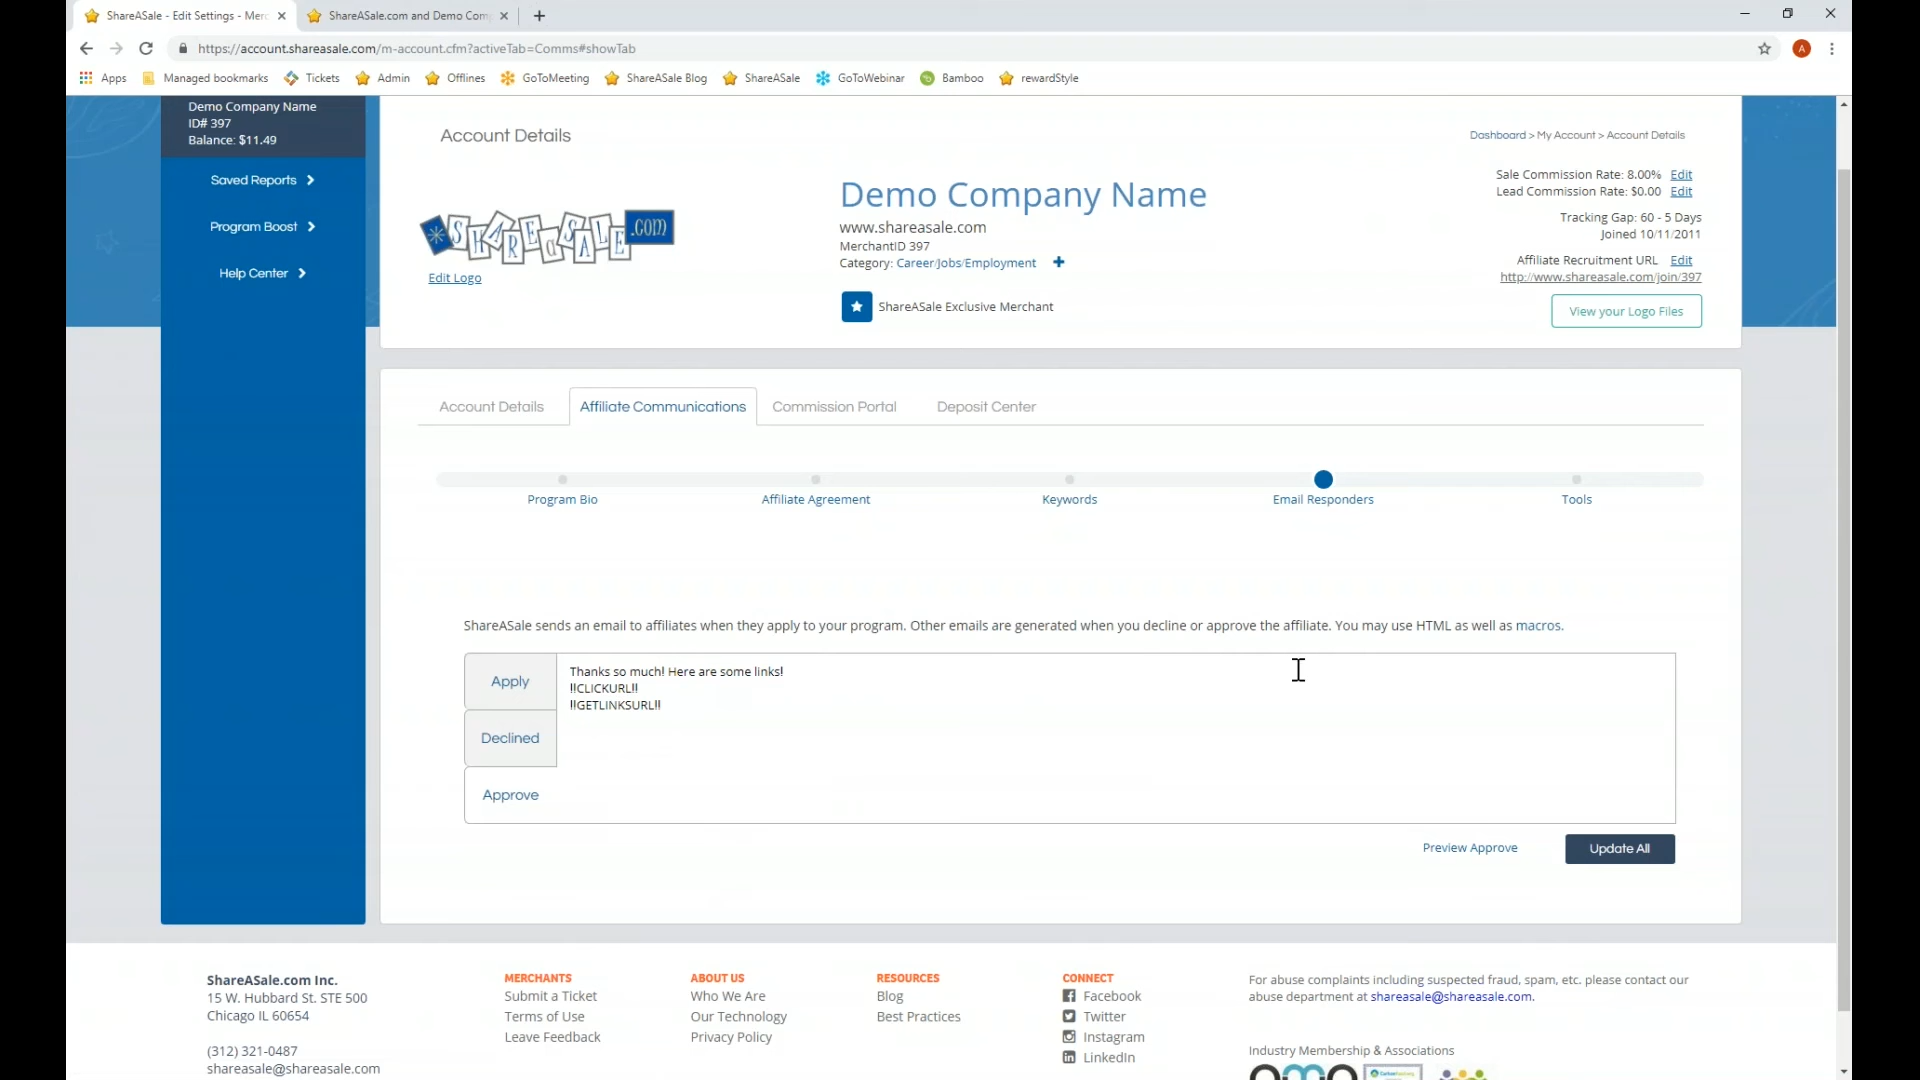 ShareASale - Edit Settings - Merc
ShareASale.com and Demo Com
https://account.shareasale.com/m-account.cfm?activeTab=Comms#showTab
A
Apps
Managed bookmarks
Tickets
Admin
Offlines
GoToMeeting
ShareASale Blog
ShareASale
GoToWebinar
Bamboo
rewardStyle
Demo Company Name
ID# 397
Balance: $11.49
Saved Reports
Program Boost
Help Center
Account Details
Dashboard > My Account > Account Details
SHAREASALE.COM
Edit Logo
Demo Company Name
www.shareasale.com
MerchantID 397
Category: Career/Jobs/Employment
ShareASale Exclusive Merchant
Sale Commission Rate: 8.00% Edit
Lead Commission Rate: $0.00 Edit
Tracking Gap: 60 - 5 Days
Joined 10/11/2011
Affiliate Recruitment URL Edit
http://www.shareasale.com/join/397
View your Logo Files
Account Details
Affiliate Communications
Commission Portal
Deposit Center
Program Bio
Affiliate Agreement
Keywords
Email Responders
Tools
ShareASale sends an email to affiliates when they apply to your program. Other emails are generated when you decline or approve the affiliate. You may use HTML as well as macros.
Apply
Declined
Approve
Thanks so much! Here are some links!
!!CLICKURL!!
!!GETLINKSURL!!
Preview Approve
Update All
ShareASale.com Inc.
15 W. Hubbard St. STE 500
Chicago IL 60654
(312) 321-0487
shareasale@shareasale.com
MERCHANTS
Submit a Ticket
Terms of Use
Leave Feedback
ABOUT US
Who We Are
Our Technology
Privacy Policy
RESOURCES
Blog
Best Practices
CONNECT
Facebook
Twitter
Instagram
LinkedIn
For abuse complaints including suspected fraud, spam, etc. please contact our
abuse department at shareasale@shareasale.com.
Industry Membership & Associations